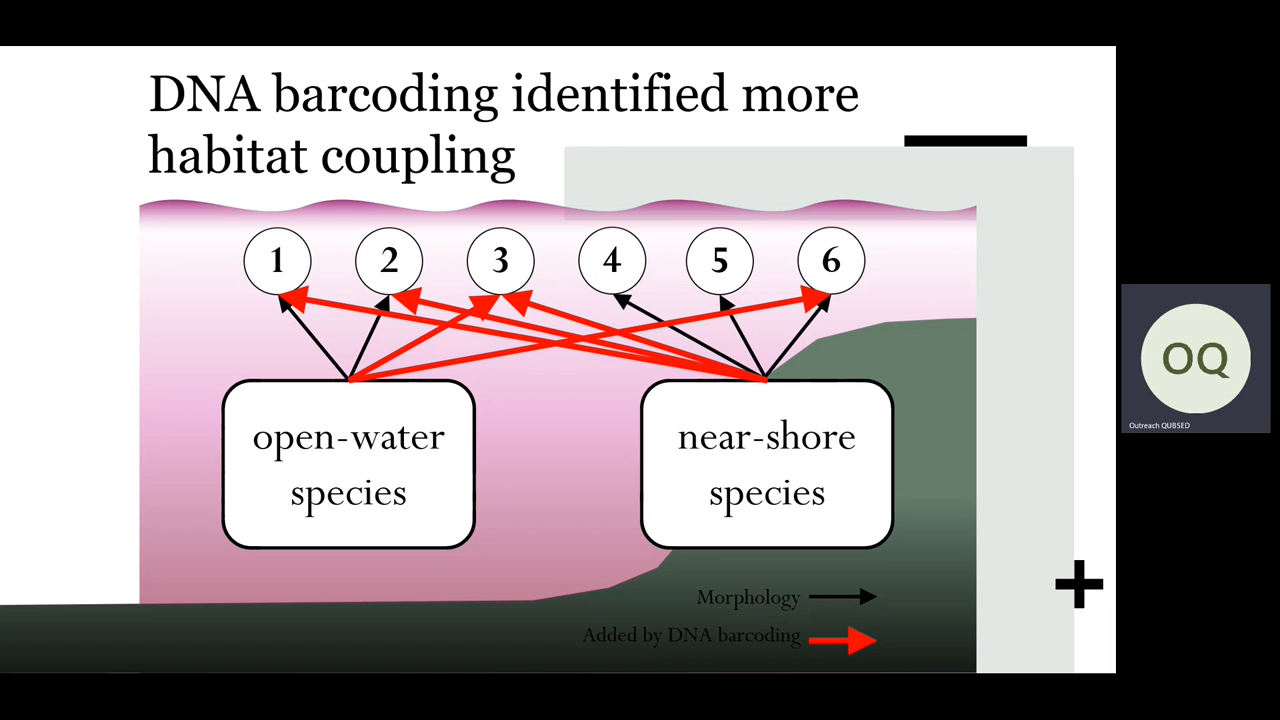 DNA barcoding identified more
habitat coupling
1 2 3 4 5 6
open-water
species
near-shore
species
Morphology
Added by DNA barcoding
OQ
Outreach QUBSED